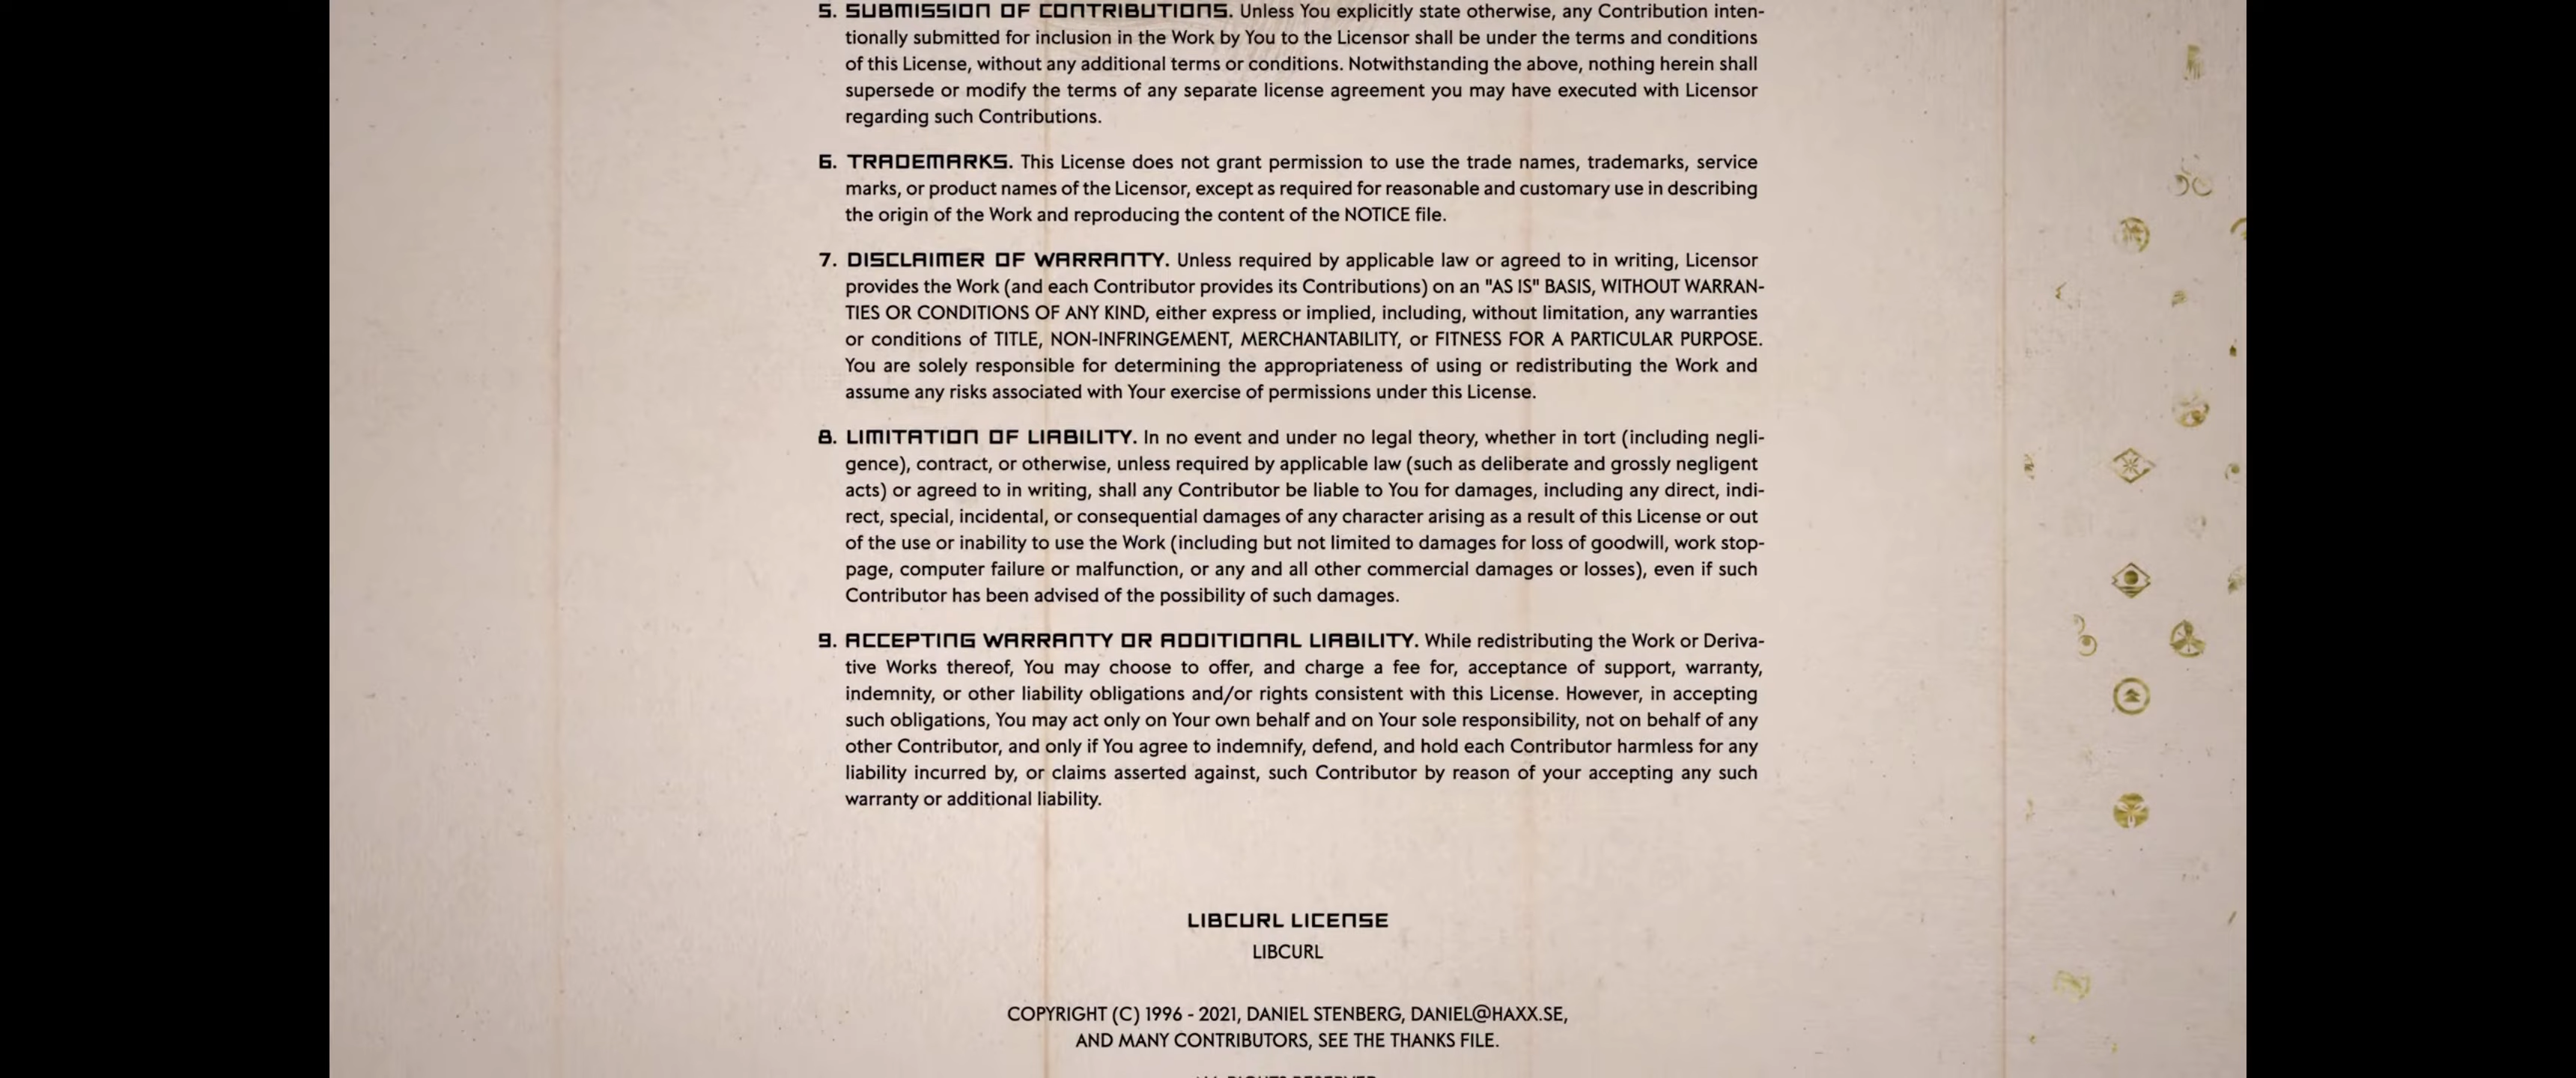 5. SUBMISSION OF CONTRIBUTIONS. Unless You explicitly state otherwise, any Contribution inten-
tionally submitted for inclusion in the Work by You to the Licensor shall be under the terms and conditions
of this License, without any additional terms or conditions. Notwithstanding the above, nothing herein shall
supersede or modify the terms of any separate license agreement you may have executed with Licensor
regarding such Contributions.
6. TRADEMARKS. This License does not grant permission to use the trade names, trademarks, service
marks, or product names of the Licensor, except as required for reasonable and customary use in describing
the origin of the Work and reproducing the content of the NOTICE file.
7. DISCLAIMER OF WARRANTY. Unless required by applicable law or agreed to in writing, Licensor
provides the Work (and each Contributor provides its Contributions) on an "AS IS" BASIS, WITHOUT WARRAN-
TIES OR CONDITIONS OF ANY KIND, either express or implied, including, without limitation, any warranties
or conditions of TITLE, NON-INFRINGEMENT, MERCHANTABILITY, or FITNESS FOR A PARTICULAR PURPOSE.
You are solely responsible for determining the appropriateness of using or redistributing the Work and
assume any risks associated with Your exercise of permissions under this License.
8. LIMITATION OF LIABILITY. In no event and under no legal theory, whether in tort (including negli-
gence), contract, or otherwise, unless required by applicable law (such as deliberate and grossly negligent
acts) or agreed to in writing, shall any Contributor be liable to You for damages, including any direct, indi-
rect, special, incidental, or consequential damages of any character arising as a result of this License or out
of the use or inability to use the Work (including but not limited to damages for loss of goodwill, work stop-
page, computer failure or malfunction, or any and all other commercial damages or losses), even if such
Contributor has been advised of the possibility of such damages.
9. ACCEPTING WARRANTY OR ADDITIONAL LIABILITY. While redistributing the Work or Deriva-
tive Works thereof, You may choose to offer, and charge a fee for, acceptance of support, warranty,
indemnity, or other liability obligations and/or rights consistent with this License. However, in accepting
such obligations, You may act only on Your own behalf and on Your sole responsibility, not on behalf of any
other Contributor, and only if You agree to indemnify, defend, and hold each Contributor harmless for any
liability incurred by, or claims asserted against, such Contributor by reason of your accepting any such
warranty or additional liability.
LIBCURL LICENSE
LIBCURL
COPYRIGHT (C) 1996 - 2021, DANIEL STENBERG, DANIEL@HAXX.SE,
AND MANY CONTRIBUTORS, SEE THE THANKS FILE.